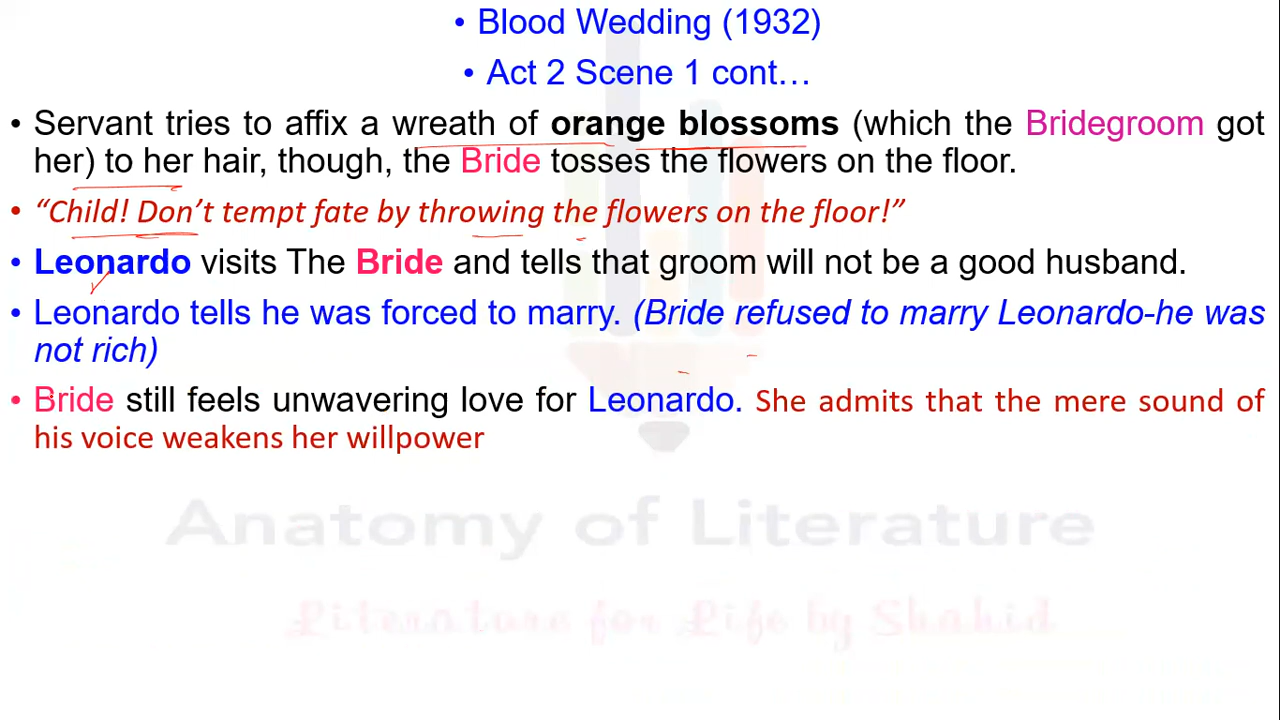 • Blood Wedding (1932)
• Act 2 Scene 1 cont…
• Servant tries to affix a wreath of orange blossoms (which the Bridegroom got
her) to her hair, though, the Bride tosses the flowers on the floor.
• “Child! Don’t tempt fate by throwing the flowers on the floor!”
• Leonardo visits The Bride and tells that groom will not be a good husband.
• Leonardo tells he was forced to marry. (Bride refused to marry Leonardo-he was
not rich)
• Bride still feels unwavering love for Leonardo. She admits that the mere sound of
his voice weakens her willpower
Anatomy of Literature
Literature for Life by Shahid